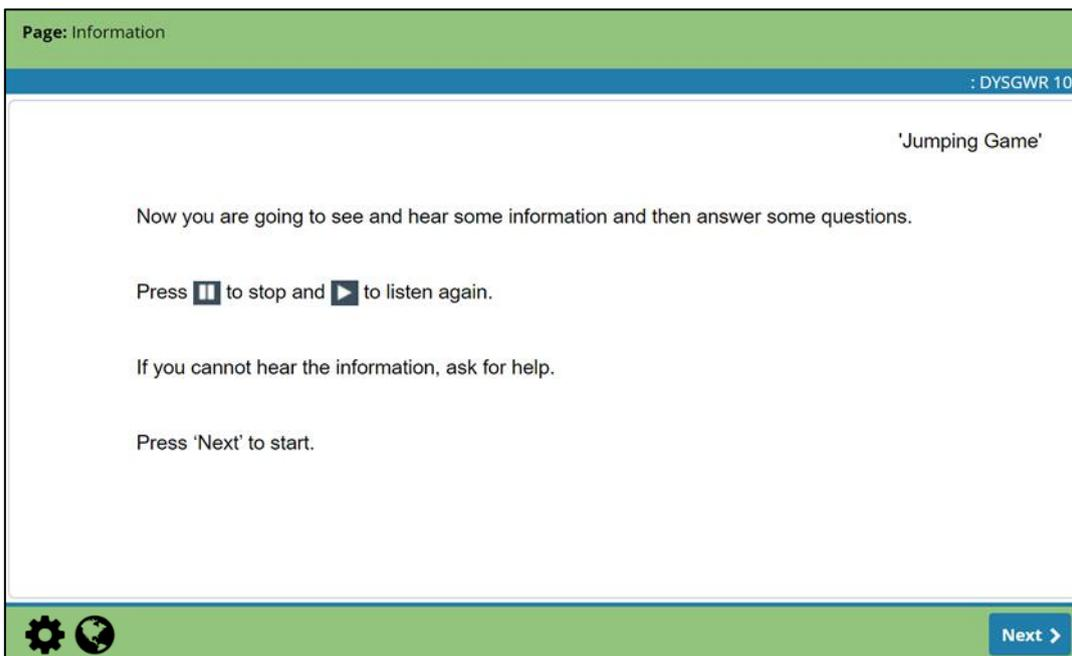 Page: Information
: DYSGWR 10
'Jumping Game'
Now you are going to see and hear some information and then answer some questions.
Press to stop and to listen again.
If you cannot hear the information, ask for help.
Press ‘Next’ to start.
Next